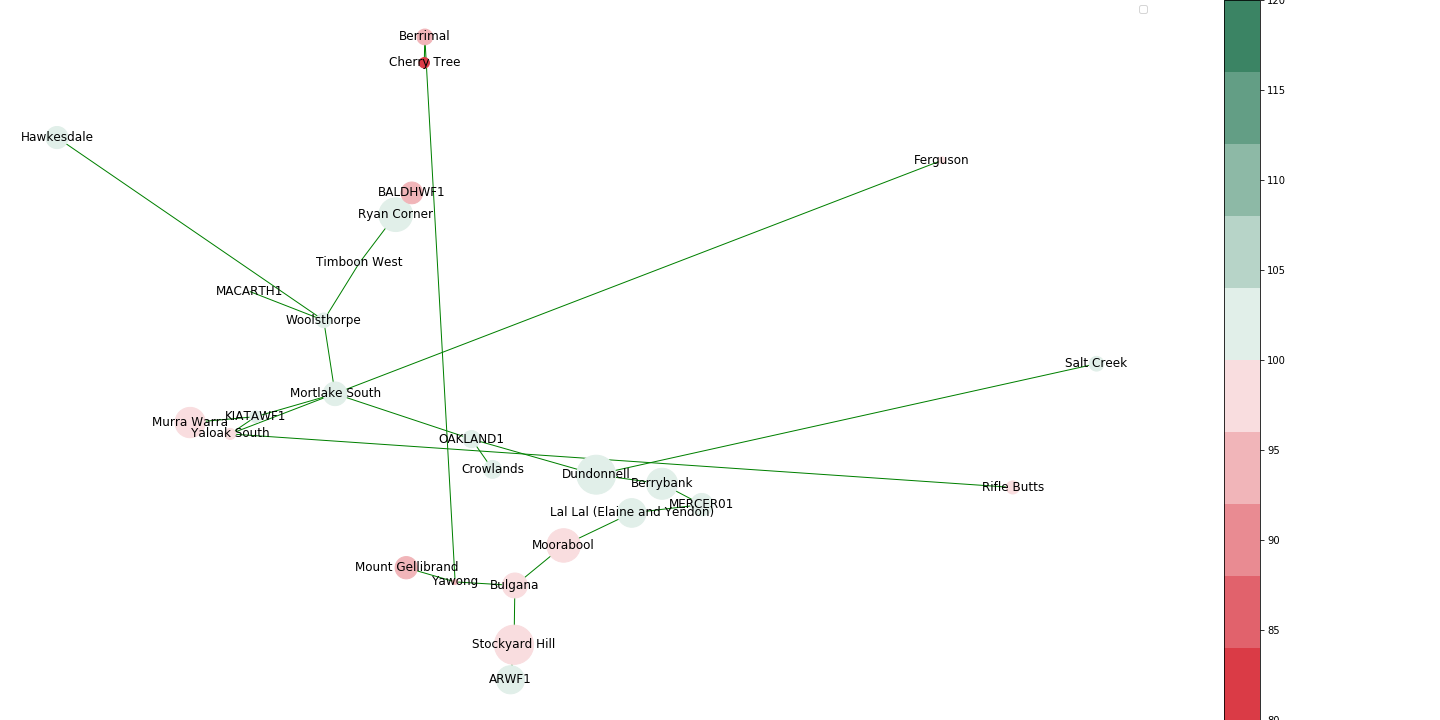 Berrimal
Cherry Tree
Hawkesdale
Ferguson
BALDHWF1
Ryan Corner
Timboon West
MACARTH1
Woolsthorpe
Salt Creek
Mortlake South
KIATAWF1
Murra Warra
Yaloak South
OAKLAND1
Crowlands
Dundonnell
Berrybank
Rifle Butts
MERCER01
Lal Lal (Elaine and Yendon)
Moorabool
Mount Gellibrand
Yawong
Bulgana
Stockyard Hill
ARWF1
120
115
110
105
100
95
90
85
80